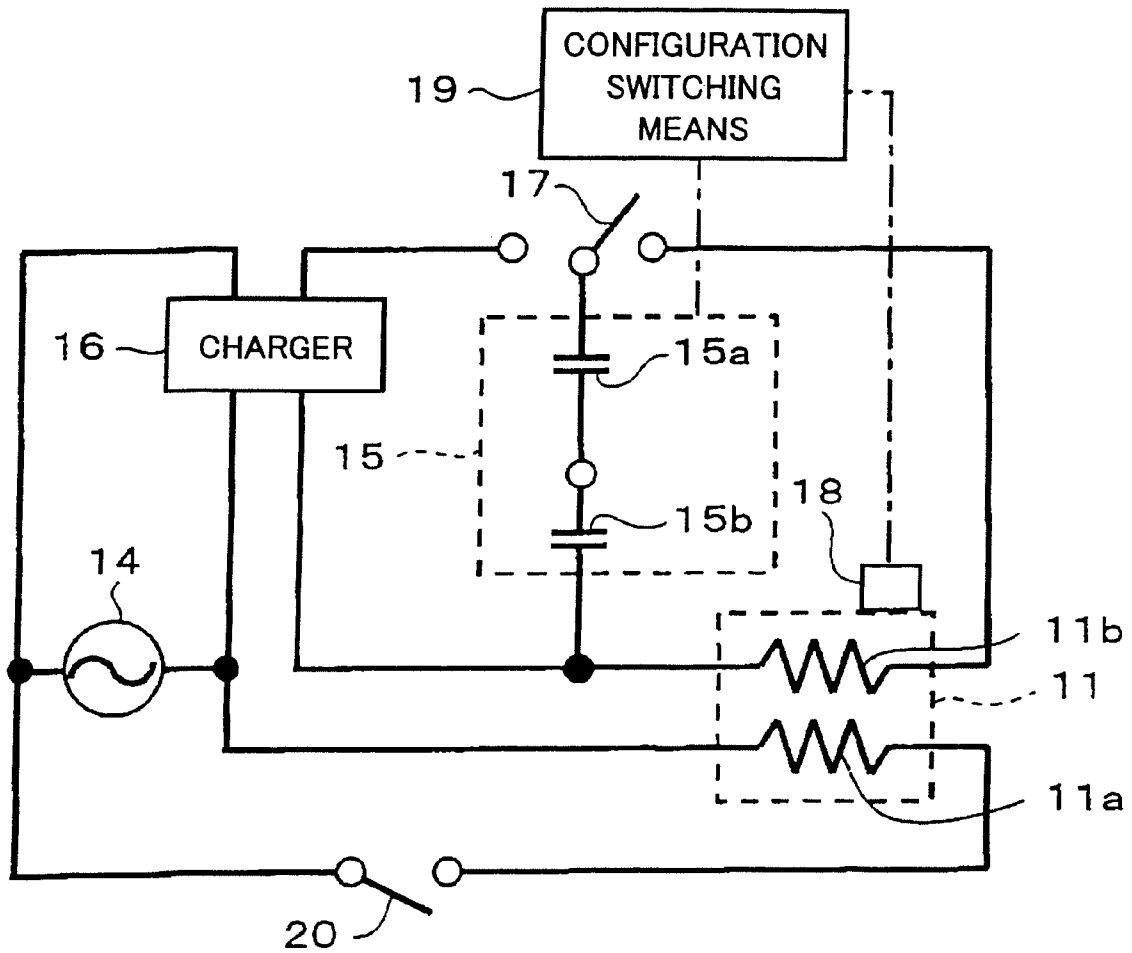 CONFIGURATION
SWITCHING
MEANS
19
17
16
CHARGER
15a
15
15b
18
14
11b
11
11a
20